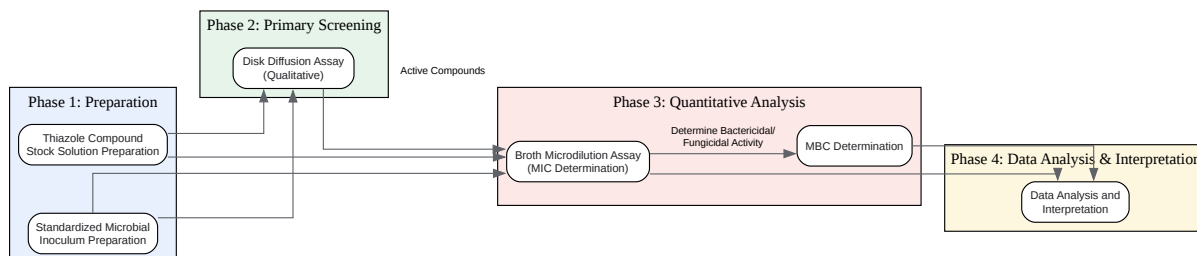 Phase 1: Preparation
Thiazole Compound
Stock Solution Preparation
Standardized Microbial
Inoculum Preparation
Phase 2: Primary Screening
Disk Diffusion Assay
(Qualitative)
Active Compounds
Phase 3: Quantitative Analysis
Broth Microdilution Assay
(MIC Determination)
Determine Bactericidal/
Fungicidal Activity
MBC Determination
Phase 4: Data Analysis & Interpretation
Data Analysis and
Interpretation